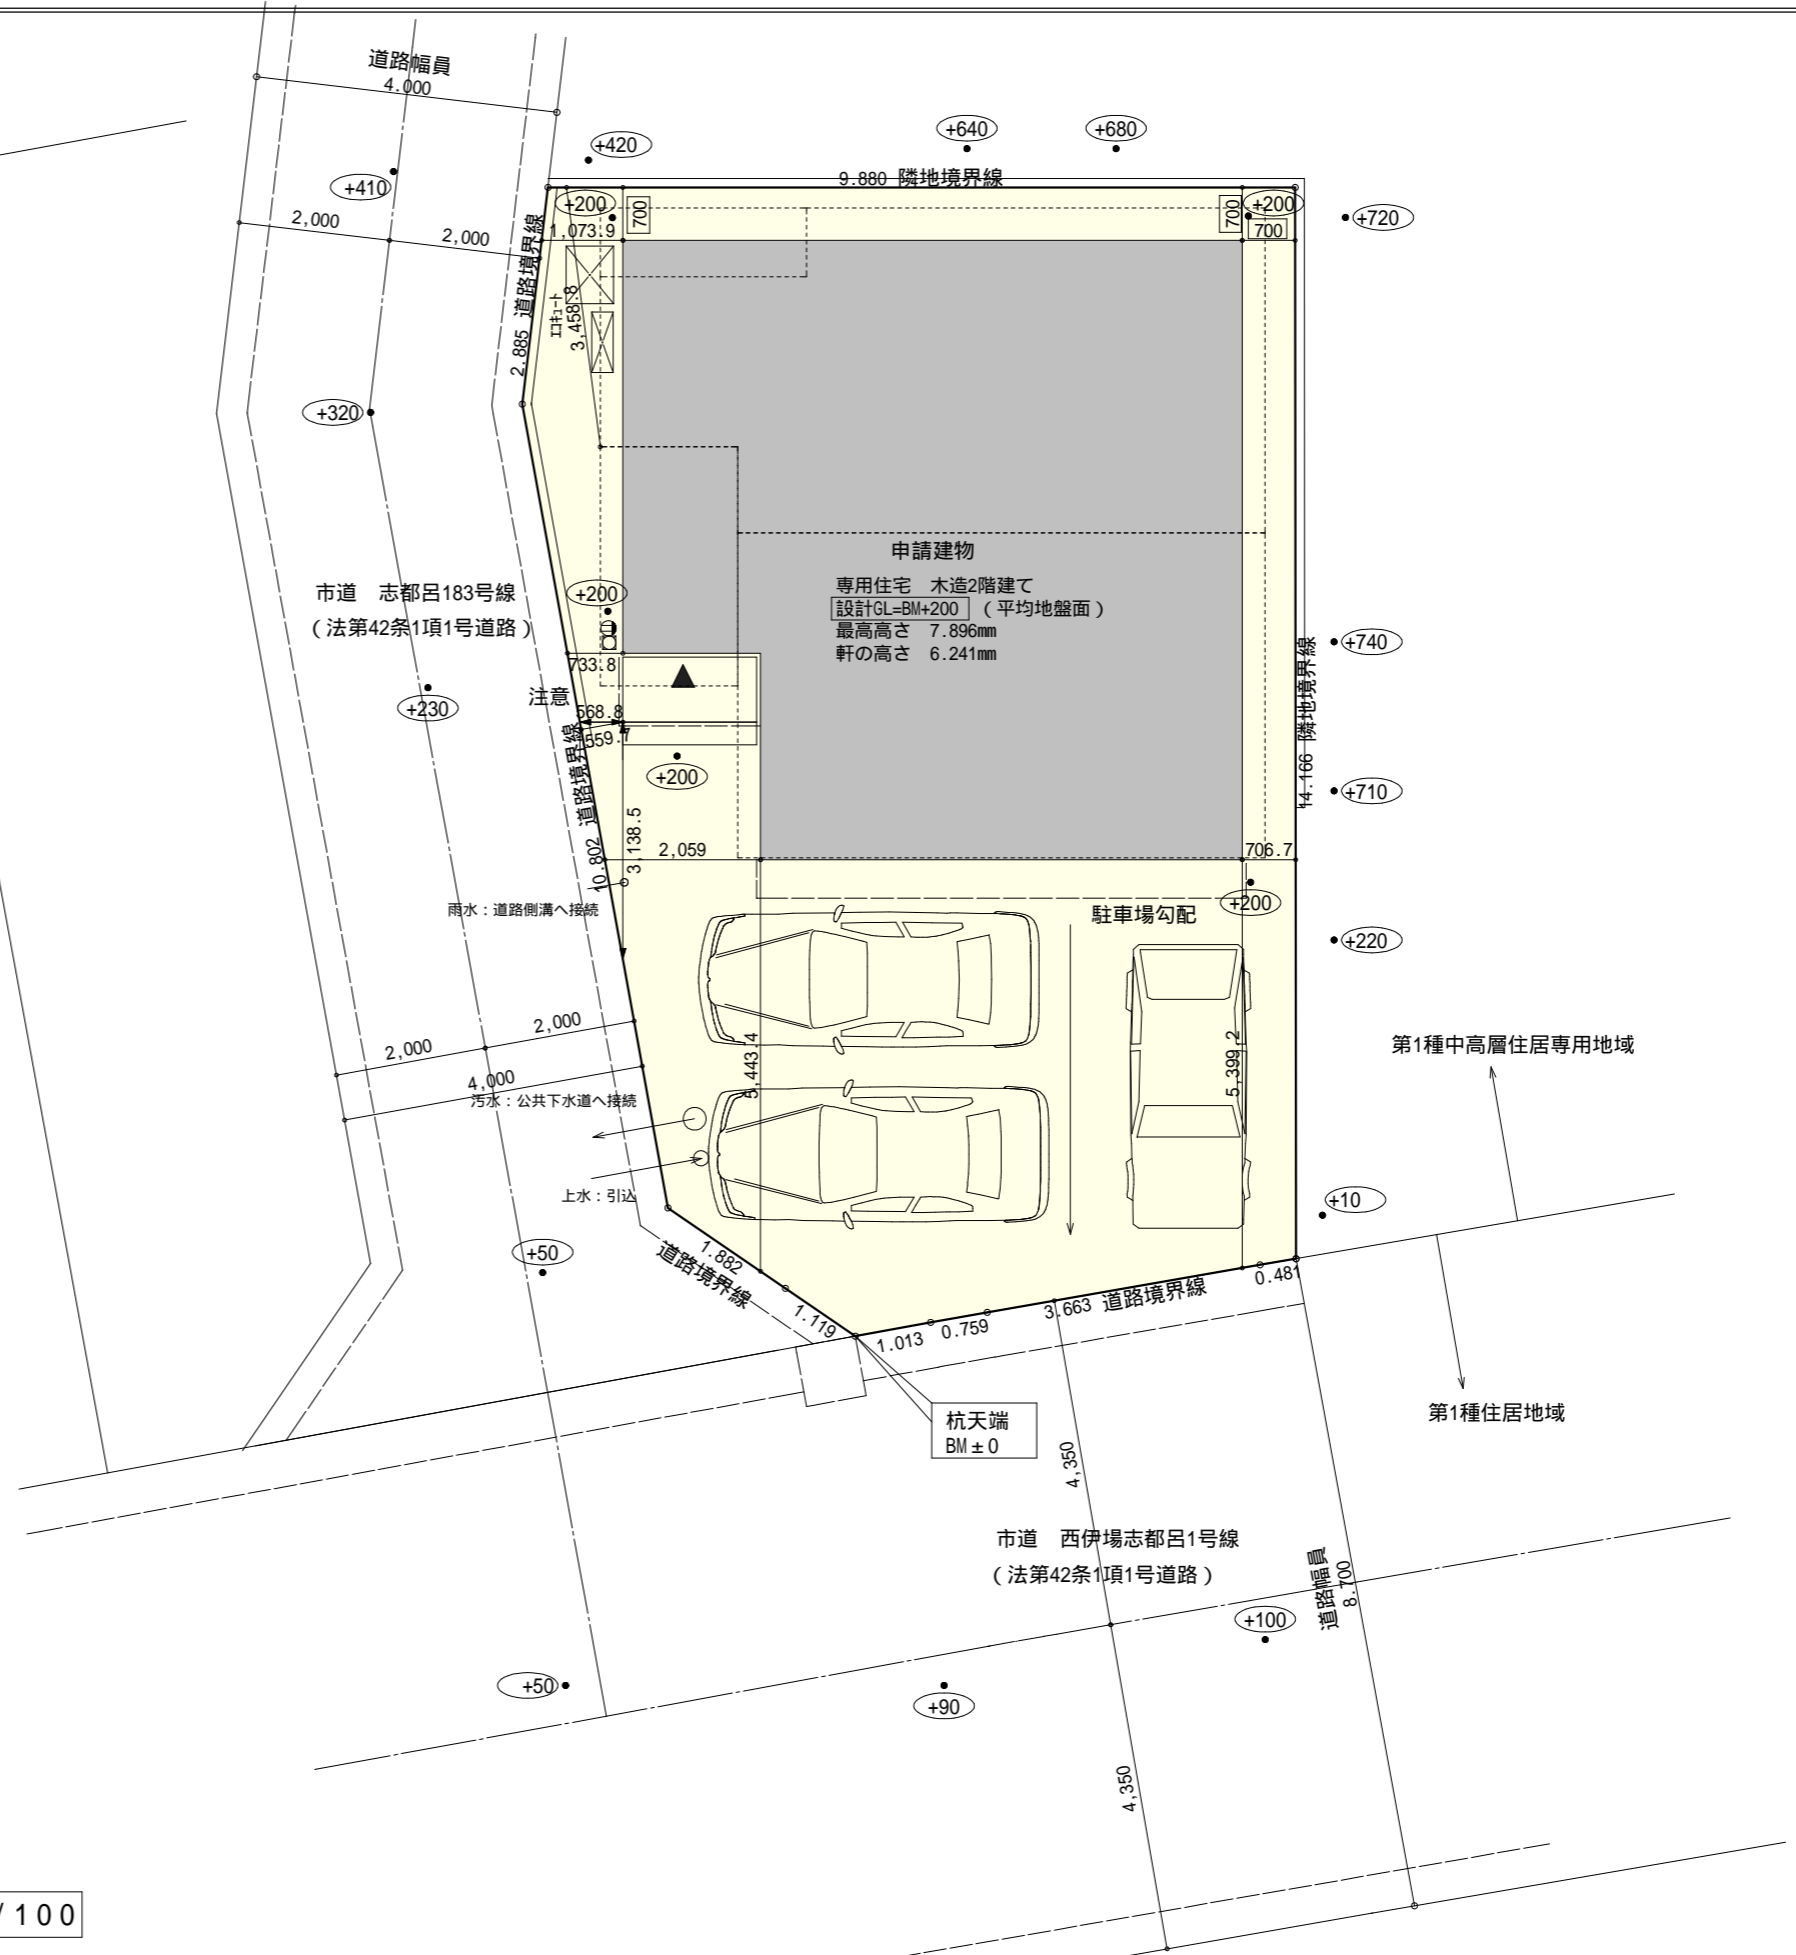 道路幅員
4.000
+420
+640
+680
+410
9.880 隣地境界線
+200
700
700
+200
700
+720
2,000
2,000
1,073.9
2.885 道路境界線
エコキュート
3,458.8
+320
申請建物
専用住宅 木造2階建て
設計GL=BM+200 (平均地盤面)
最高高さ 7.896mm
軒の高さ 6.241mm
市道 志都呂183号線
(法第42条1項1号道路)
+200
+740
14.166 隣地境界線
733.8
注意
568.8
559.7
+230
+200
+710
10.802 道路境界線
3,138.5
2,059
706.7
雨水:道路側溝へ接続
+200
駐車場勾配
+220
2,000
2,000
4,000
汚水:公共下水道へ接続
5,443.4
5,399.2
第1種中高層住居専用地域
上水:引込
+10
+50
1.882
道路境界線
1.119
1.013
0.759
3.663 道路境界線
0.481
杭天端
BM±0
第1種住居地域
4,350
市道 西伊場志都呂1号線
(法第42条1項1号道路)
道路幅員
8.700
+100
+50
+90
4,350
/100